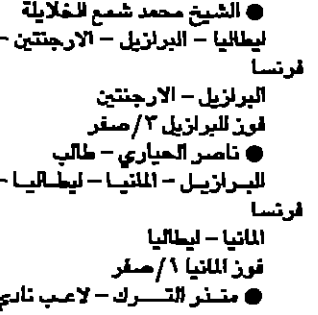 ● الشيخ محمد شمع الخلايلة
ايطاليا – البرازيل – الارجنتين –
فرنسا
البرازيل – الارجنتين
فوز للبرازيل ٣/صفر
● ناصر الحياري – طالب
البرازيل – المانيا – ايطاليا –
فرنسا
المانيا – ايطاليا
فوز المانيا ١/صفر
● منذر الترك – لاعب نادي